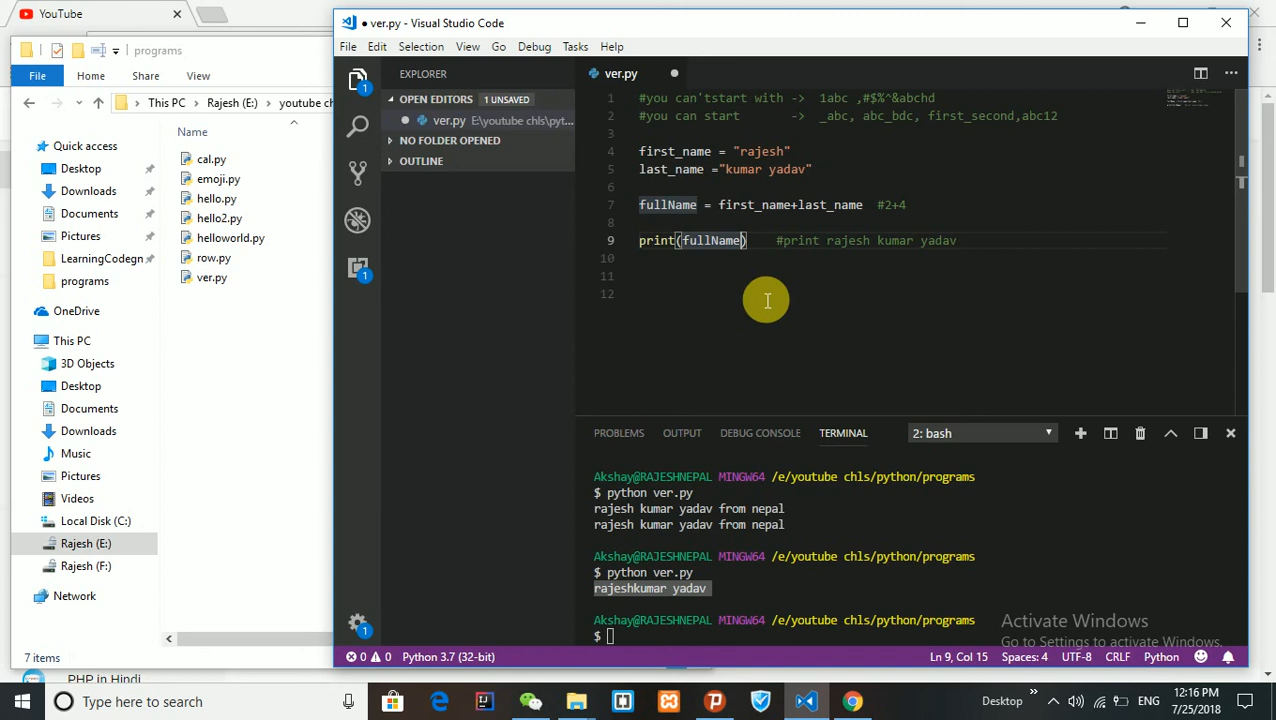 YouTube
programs
File Home Share View
This PC Rajesh (E:) youtube ch
Name
Quick access
Desktop
Downloads
Documents
Pictures
LearningCodegn
programs
OneDrive
This PC
3D Objects
Desktop
Documents
Downloads
Music
Pictures
Videos
Local Disk (C:)
Rajesh (E:)
Rajesh (F:)
Network
cal.py
emoji.py
hello.py
hello2.py
helloworld.py
row.py
ver.py
7 items
PHP in Hindi
● ver.py - Visual Studio Code
File Edit Selection View Go Debug Tasks Help
EXPLORER
OPEN EDITORS 1 UNSAVED
ver.py E:\youtube chls\pyt...
NO FOLDER OPENED
OUTLINE
1
1
1
ver.py
1 #you can'tstart with -> 1abc ,#$%^&abchd
2 #you can start -> _abc, abc_bdc, first_second,abc12
3
4 first_name = "rajesh"
5 last_name ="kumar yadav"
6
7 fullName = first_name+last_name #2+4
8
9 print(fullName) #print rajesh kumar yadav
10
11
12
PROBLEMS OUTPUT DEBUG CONSOLE TERMINAL 2: bash
Akshay@RAJESHNEPAL MINGW64 /e/youtube chls/python/programs
$ python ver.py
rajesh kumar yadav from nepal
rajesh kumar yadav from nepal
Akshay@RAJESHNEPAL MINGW64 /e/youtube chls/python/programs
$ python ver.py
rajeshkumar yadav
Akshay@RAJESHNEPAL MINGW64 /e/youtube chls/python/programs
$
Activate Windows
Go to Settings to activate Windows.
0 0 Python 3.7 (32-bit) Ln 9, Col 15 Spaces: 4 UTF-8 CRLF Python
Type here to search
Desktop ENG
12:16 PM
7/25/2018